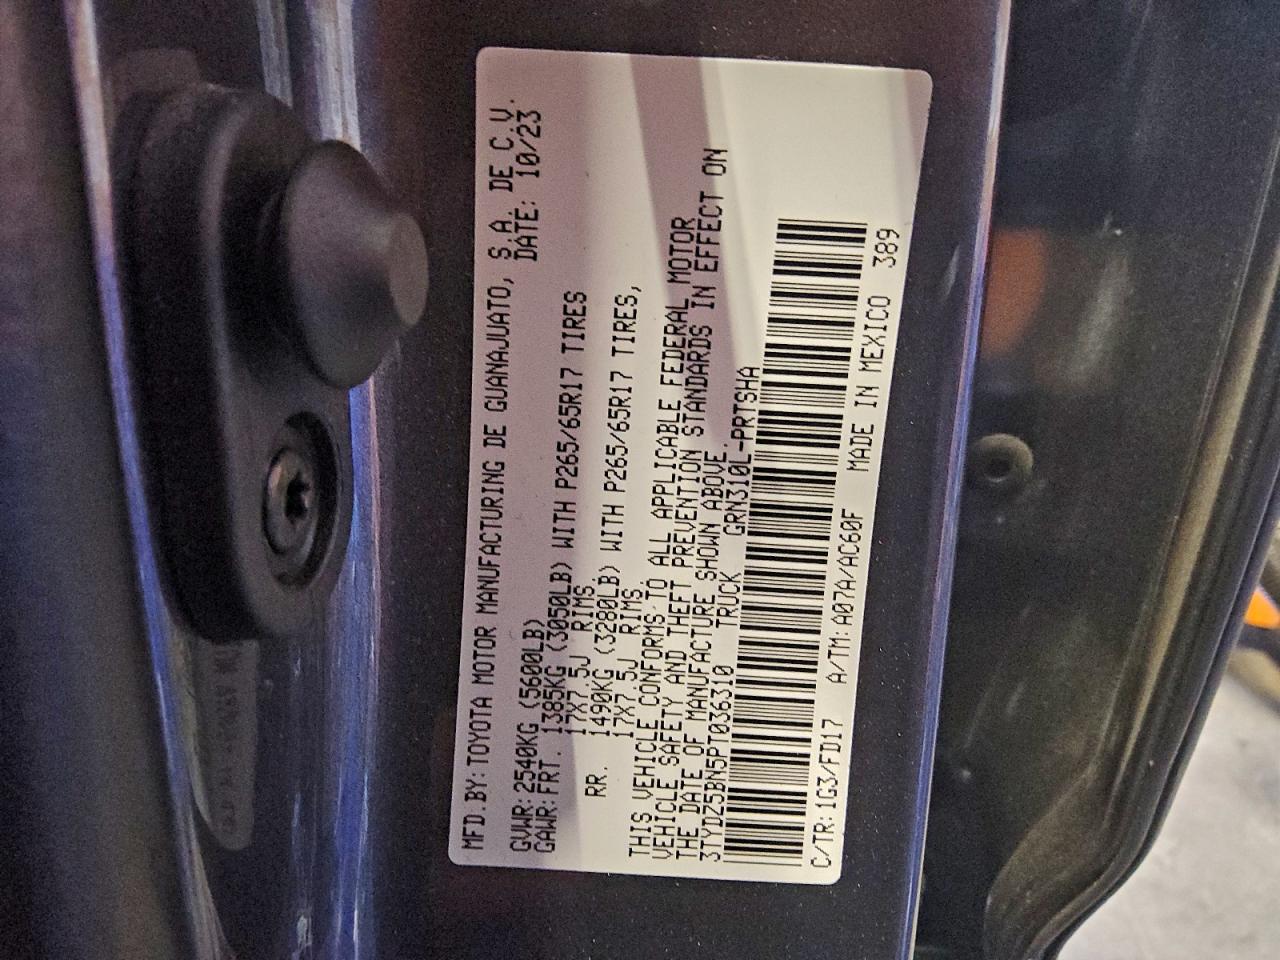 MFD.BY:TOYOTA MOTOR MANUFACTURING DE GUANAJUATO, S.A. DE C.V.
DATE: 10/23
GVWR:2540KG (5600LB)
GAWR:FRT. 1385KG (3050LB) WITH P265/65R17 TIRES
17X7.5J RIMS.
RR. 1490KG (3280LB) WITH P265/65R17 TIRES,
17X7.5J RIMS.
THIS VEHICLE CONFORMS TO ALL APPLICABLE FEDERAL MOTOR
VEHICLE SAFETY AND THEFT PREVENTION STANDARDS IN EFFECT ON
THE DATE OF MANUFACTURE SHOWN ABOVE.
3TYDZ5BN5PT036310 TRUCK GRN310L-PRTSHA
C/TR:1G3/FD17 A/TM:A07A/AC60F MADE IN MEXICO 389